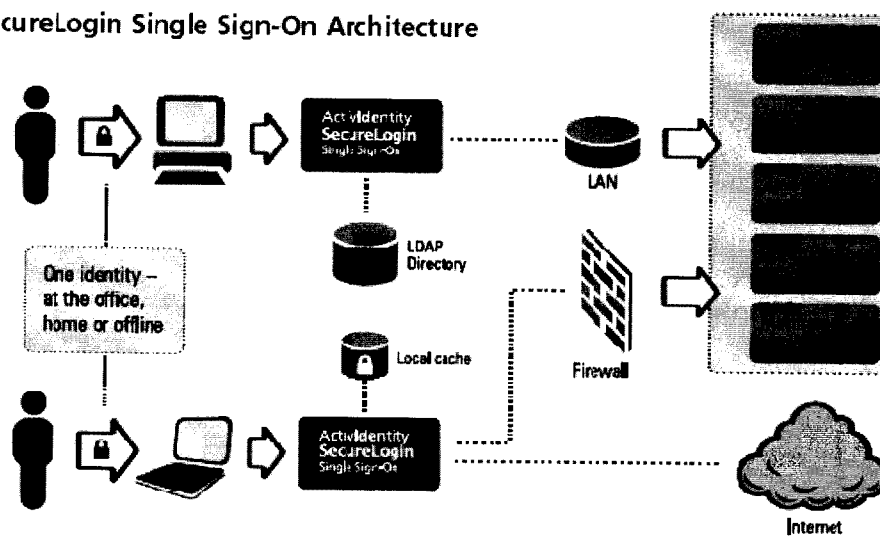 cureLogin Single Sign-On Architecture
ActivIdentity
SecureLogin
Single Sign-On
LAN
LDAP
Directory
One identity –
at the office,
home or offline
Local cache
Firewall
ActivIdentity
SecureLogin
Single Sign-On
Internet